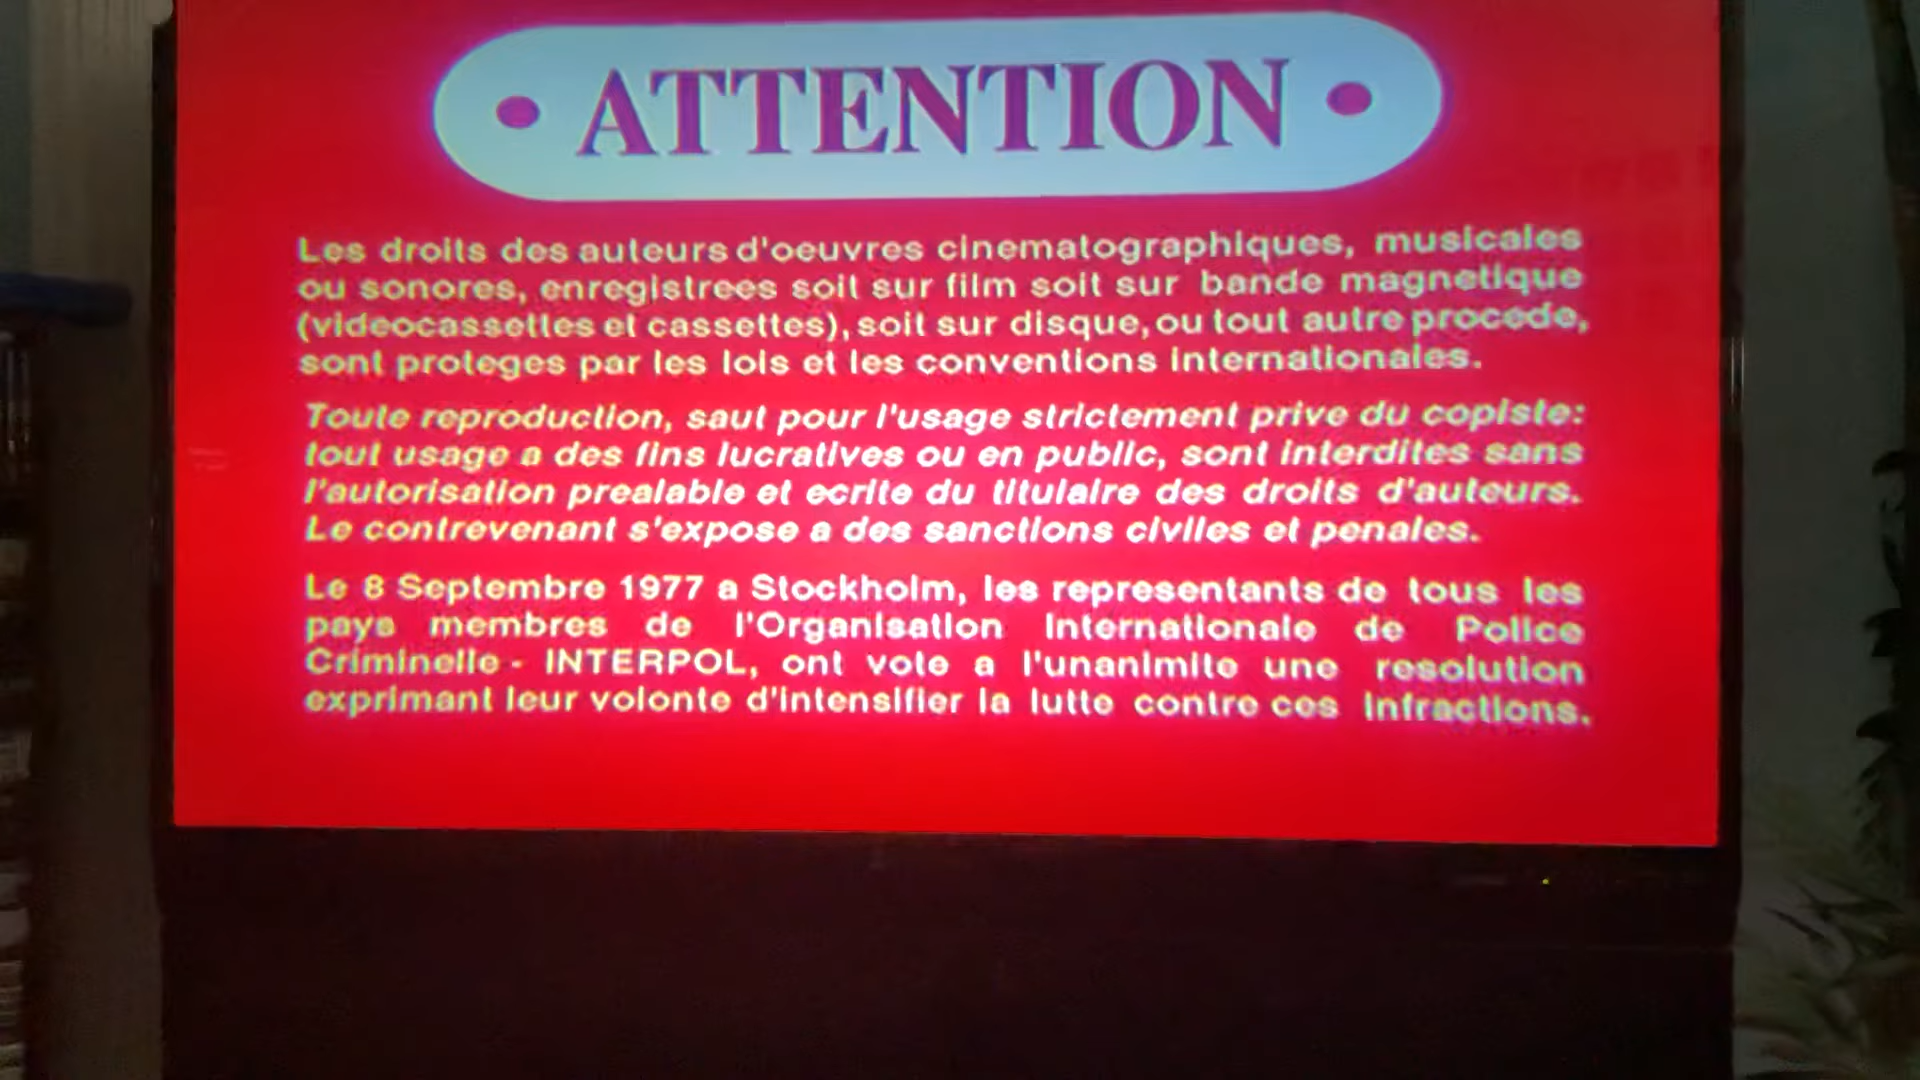 • ATTENTION •
Les droits des auteurs d'oeuvres cinematographiques, musicales
ou sonores, enregistrees soit sur film soit sur bande magnetique
(videocassettes et cassettes), soit sur disque, ou tout autre procede,
sont proteges par les lois et les conventions internationales.
Toute reproduction, sauf pour l'usage strictement prive du copiste:
tout usage a des fins lucratives ou en public, sont interdites sans
l'autorisation prealable et ecrite du titulaire des droits d'auteurs.
Le contrevenant s'expose a des sanctions civiles et penales.
Le 8 Septembre 1977 a Stockholm, les representants de tous les
pays membres de l'Organisation Internationale de Police
Criminelle - INTERPOL, ont vote a l'unanimite une resolution
exprimant leur volonte d'intensifier la lutte contre ces infractions.